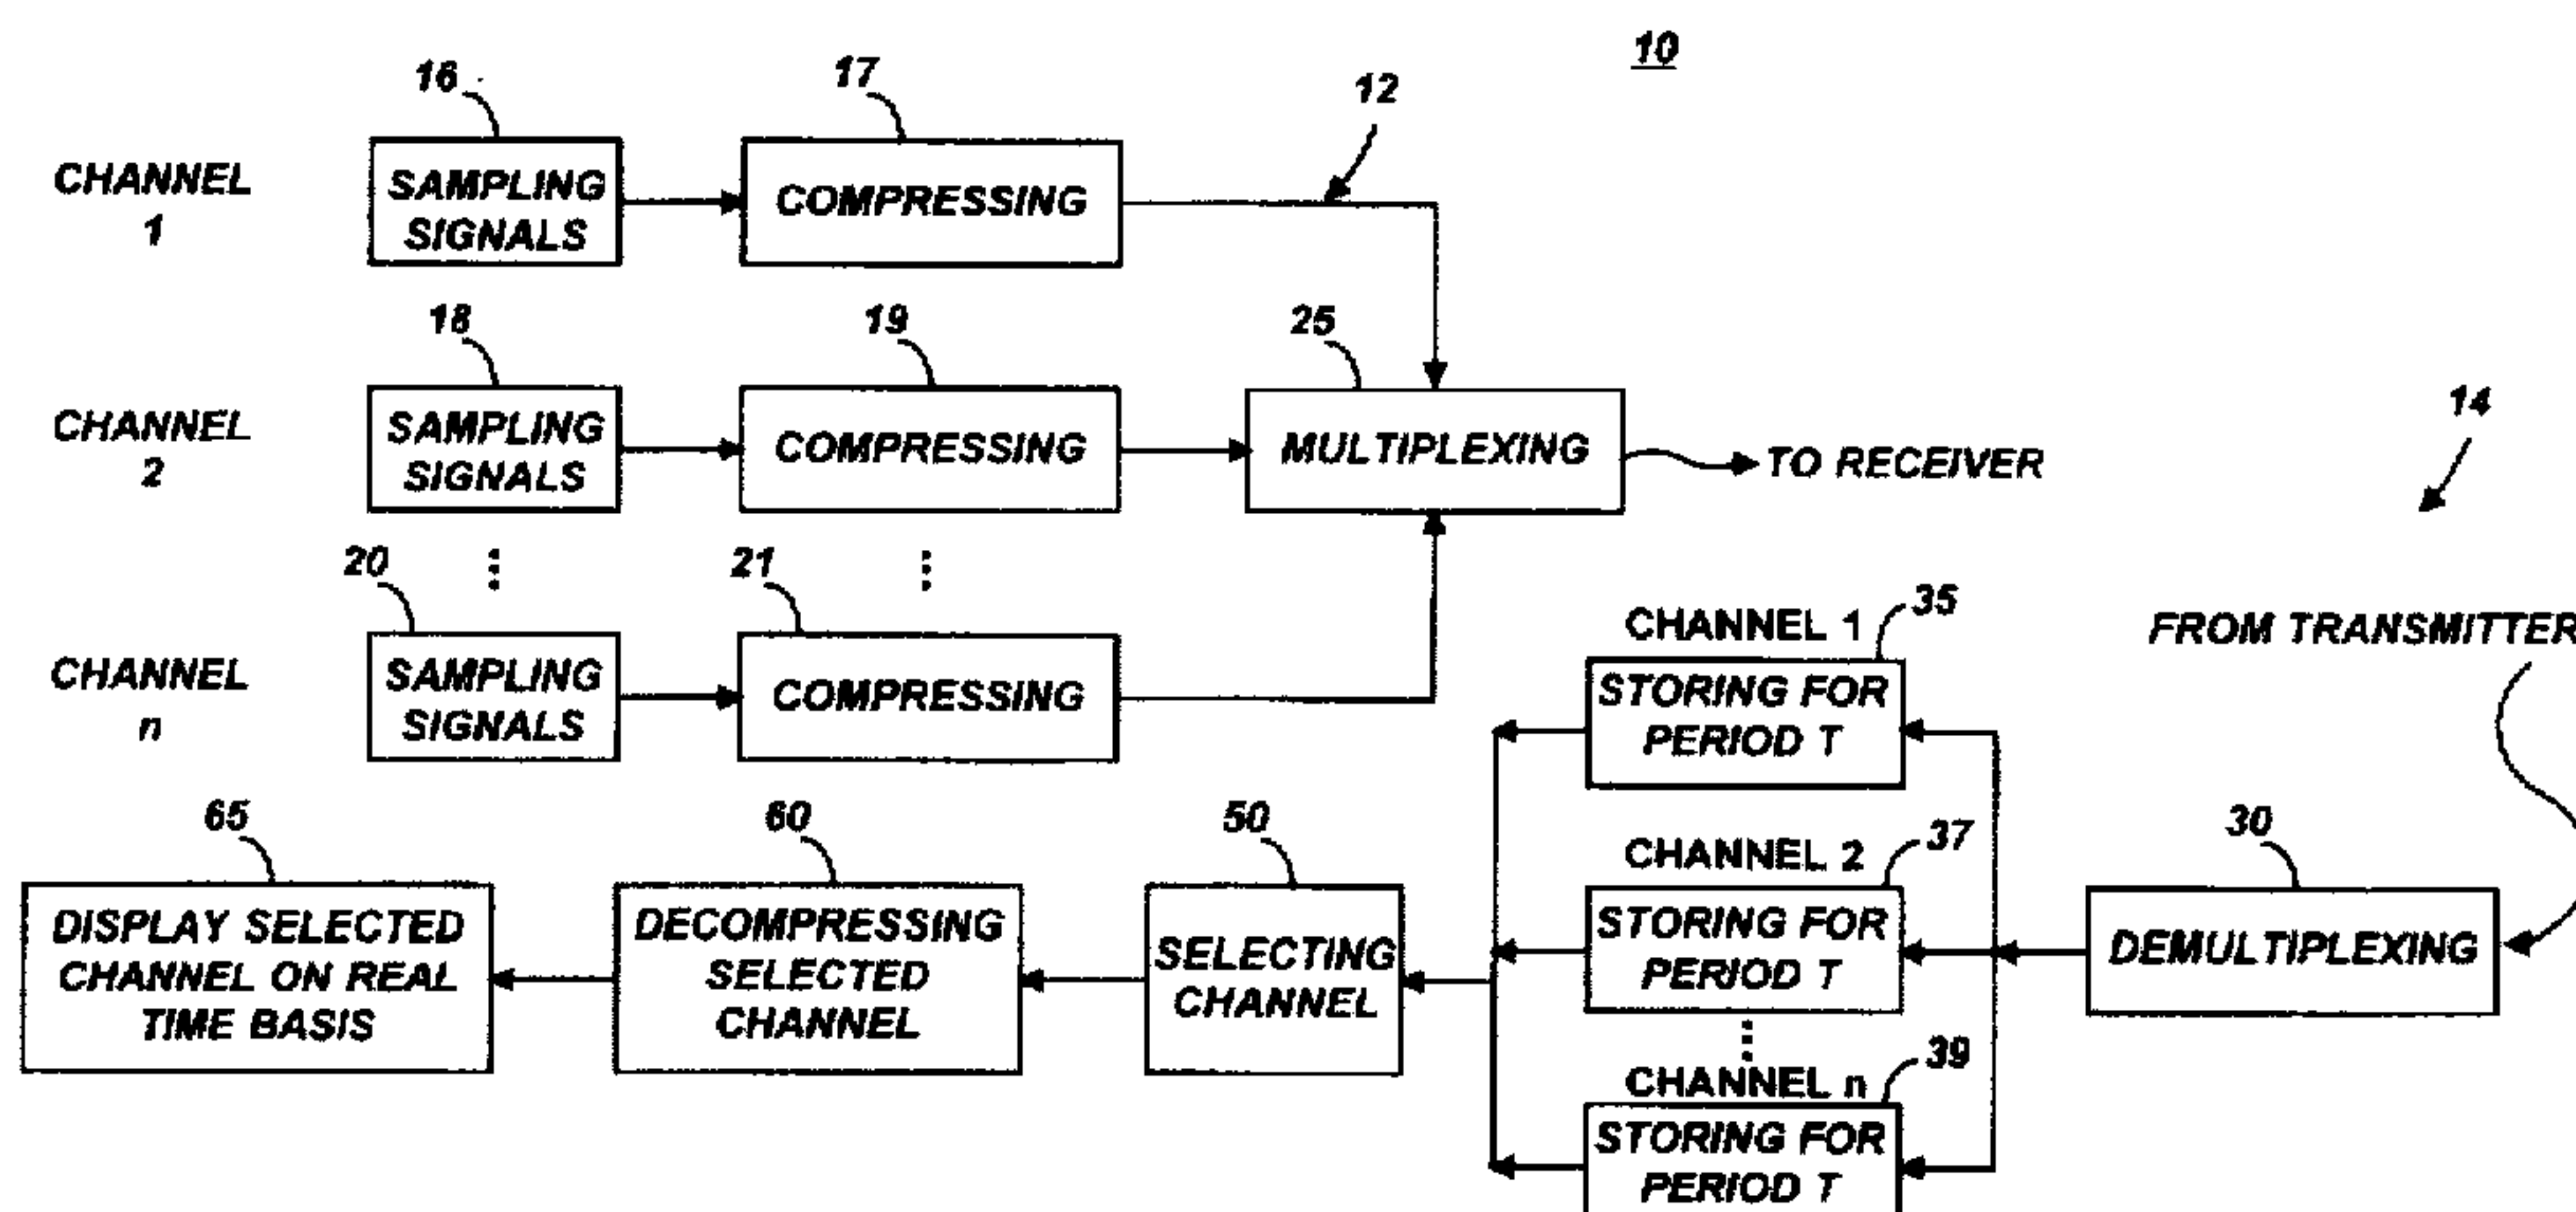 10
16
17
12
CHANNEL
1
SAMPLING
SIGNALS
COMPRESSING
18
19
25
14
CHANNEL
2
SAMPLING
SIGNALS
COMPRESSING
MULTIPLEXING
TO RECEIVER
20
21
CHANNEL
n
SAMPLING
SIGNALS
COMPRESSING
CHANNEL 1
35
STORING FOR
PERIOD T
FROM TRANSMITTER
65
60
50
CHANNEL 2
37
30
DISPLAY SELECTED
CHANNEL ON REAL
TIME BASIS
DECOMPRESSING
SELECTED
CHANNEL
SELECTING
CHANNEL
STORING FOR
PERIOD T
DEMULTIPLEXING
CHANNEL n
39
STORING FOR
PERIOD T